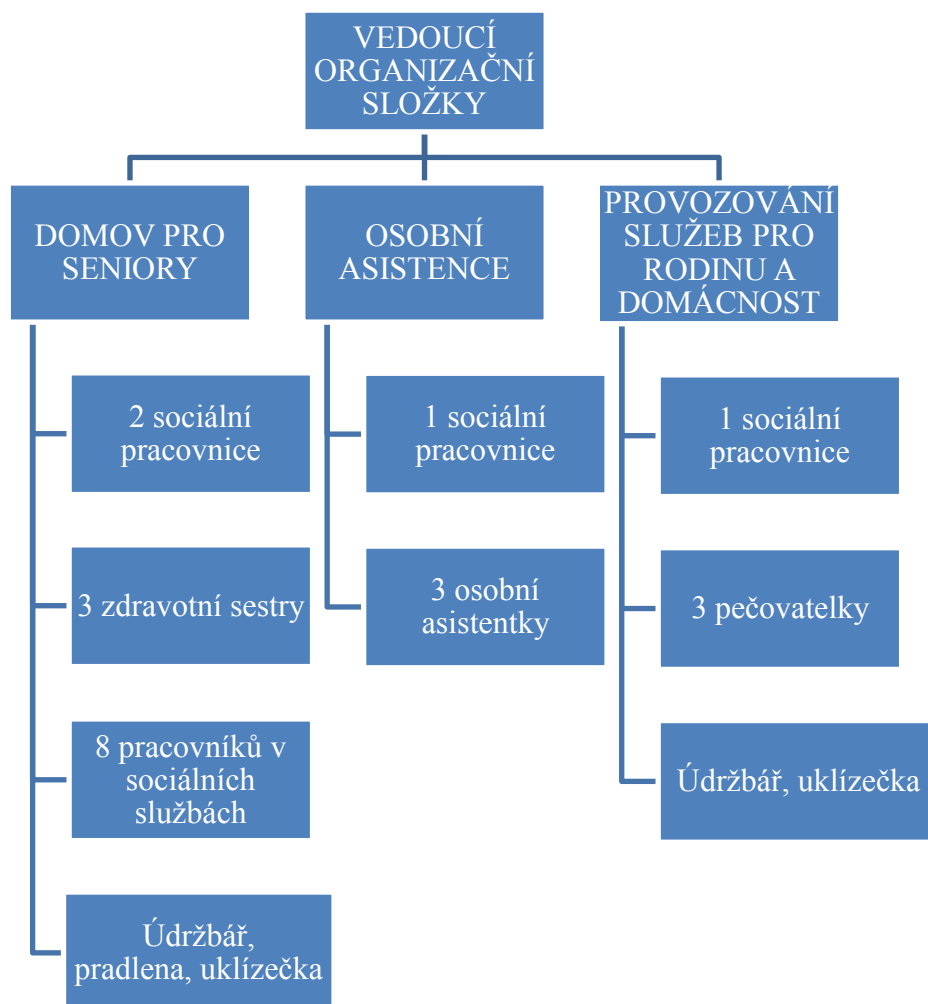 VEDOUCÍ
ORGANIZAČNÍ
SLOŽKY
DOMOV PRO
SENIORY
OSOBNÍ
ASISTENCE
PROVOZOVÁNÍ
SLUŽEB PRO
RODINU A
DOMÁCNOST
2 sociální
pracovnice
3 zdravotní sestry
8 pracovníků v
sociálních
službách
Údržbář,
pradlena, uklízečka
1 sociální
pracovnice
3 osobní
asistentky
1 sociální
pracovnice
3 pečovatelky
Údržbář, uklízečka